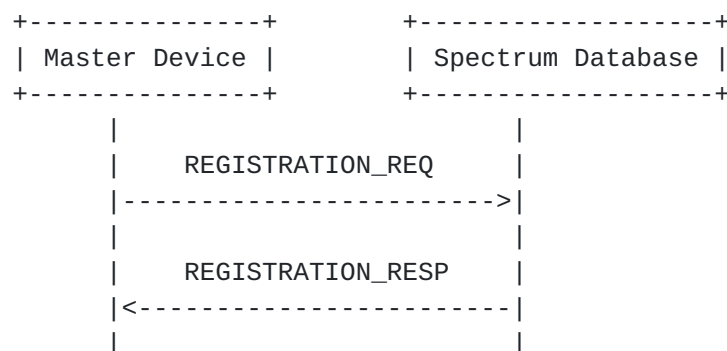 Master Device Spectrum Database
REGISTRATION_REQ
REGISTRATION_RESP